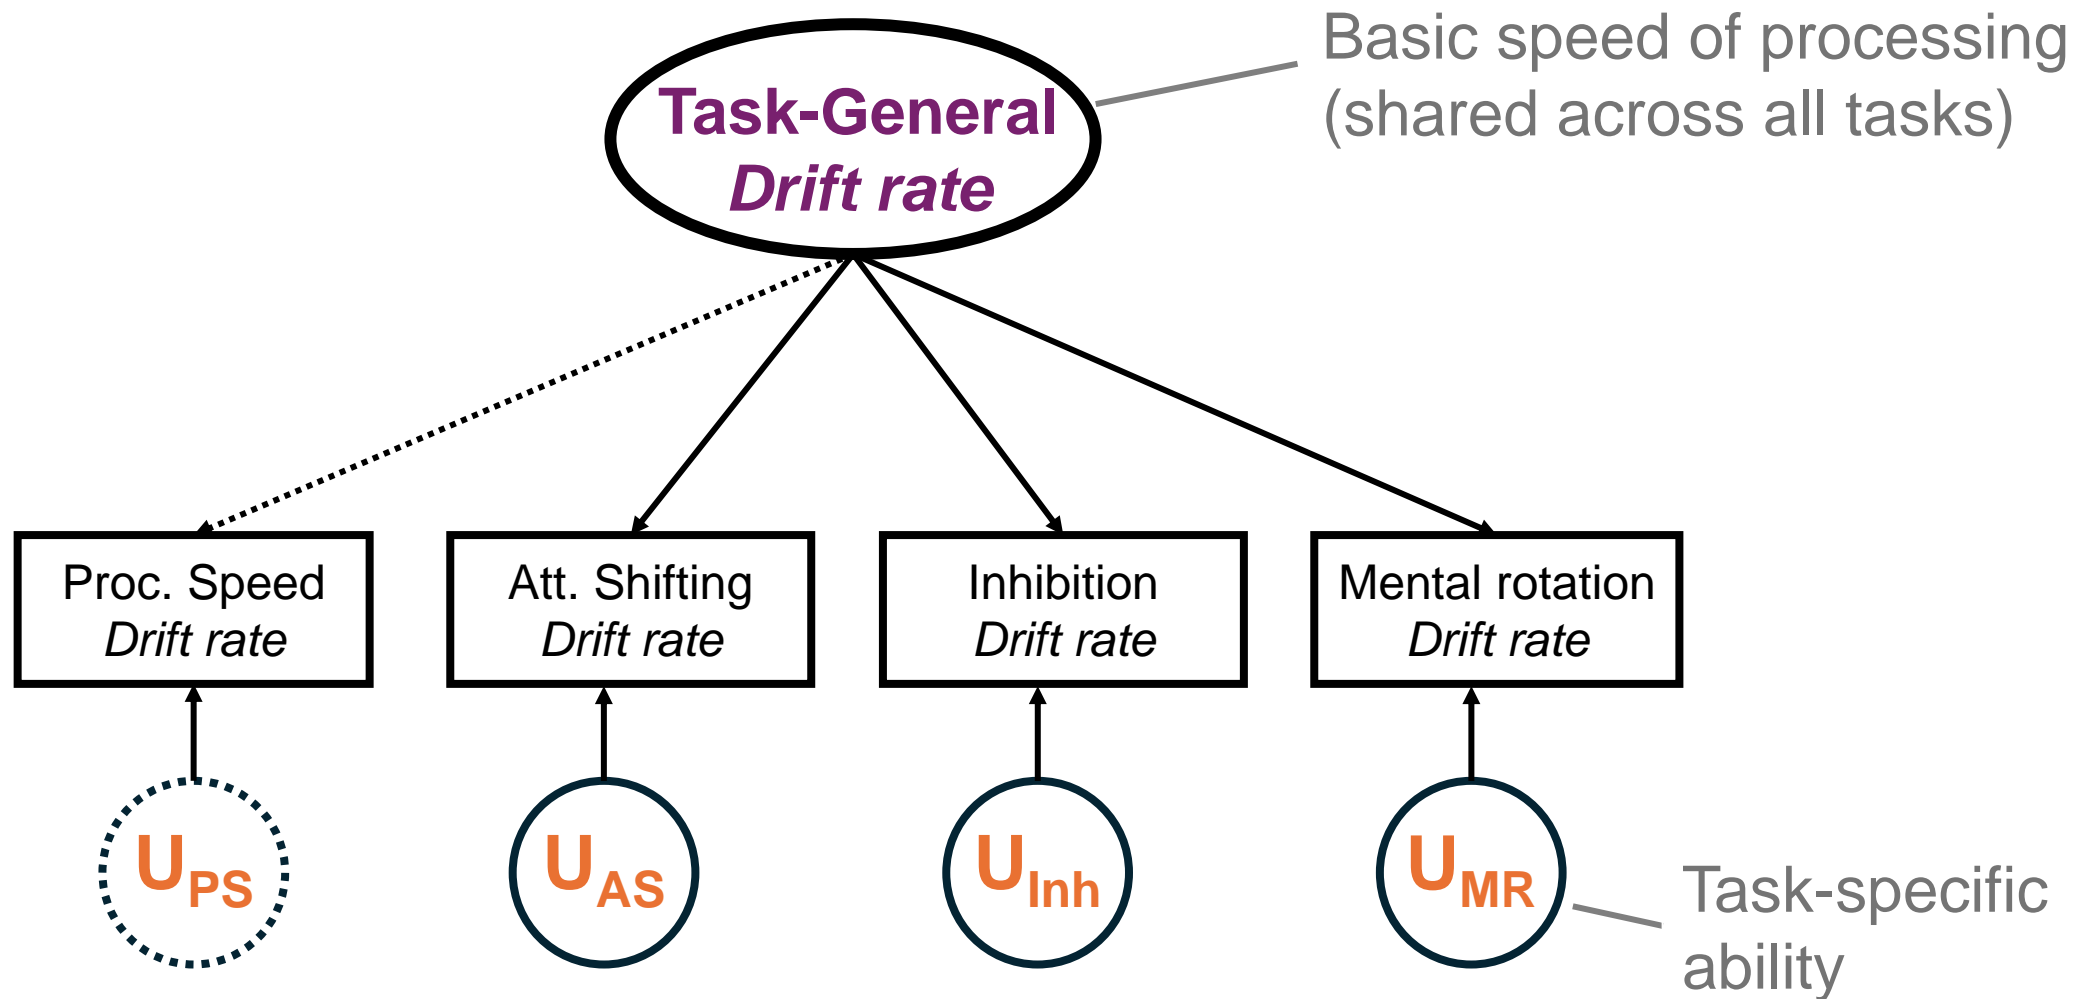 Basic speed of processing
(shared across all tasks)
Task-General
Drift rate
Proc. Speed
Drift rate
Att. Shifting
Drift rate
Inhibition
Drift rate
Mental rotation
Drift rate
UPS
UAS
UInh
UMR
Task-specific
ability